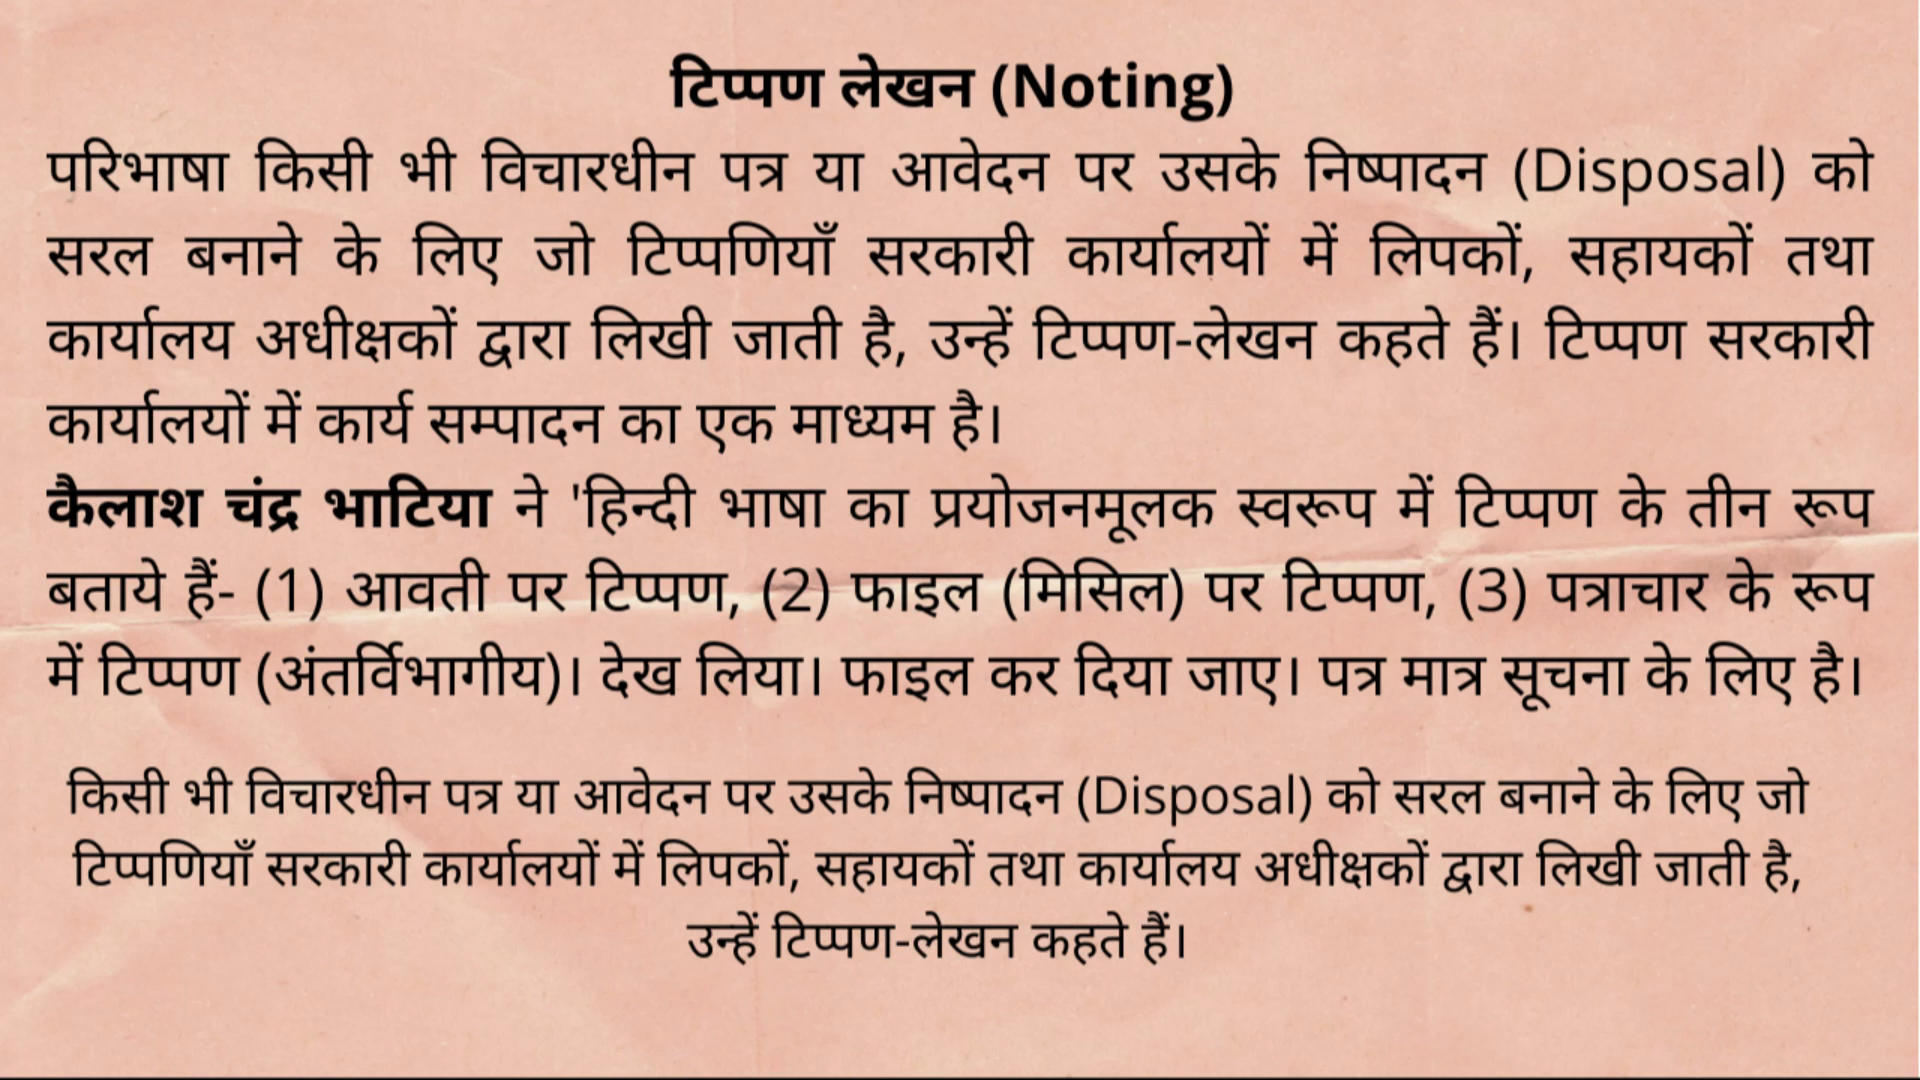 टिप्पण लेखन (Noting)
परिभाषा किसी भी विचारधीन पत्र या आवेदन पर उसके निष्पादन (Disposal) को
सरल बनाने के लिए जो टिप्पणियाँ सरकारी कार्यालयों में लिपकों, सहायकों तथा
कार्यालय अधीक्षकों द्वारा लिखी जाती है, उन्हें टिप्पण-लेखन कहते हैं। टिप्पण सरकारी
कार्यालयों में कार्य सम्पादन का एक माध्यम है।
कैलाश चंद्र भाटिया ने 'हिन्दी भाषा का प्रयोजनमूलक स्वरूप में टिप्पण के तीन रूप
बताये हैं- (1) आवती पर टिप्पण, (2) फाइल (मिसिल) पर टिप्पण, (3) पत्राचार के रूप
में टिप्पण (अंतर्विभागीय)। देख लिया। फाइल कर दिया जाए। पत्र मात्र सूचना के लिए है।
किसी भी विचारधीन पत्र या आवेदन पर उसके निष्पादन (Disposal) को सरल बनाने के लिए जो
टिप्पणियाँ सरकारी कार्यालयों में लिपकों, सहायकों तथा कार्यालय अधीक्षकों द्वारा लिखी जाती है,
उन्हें टिप्पण-लेखन कहते हैं।